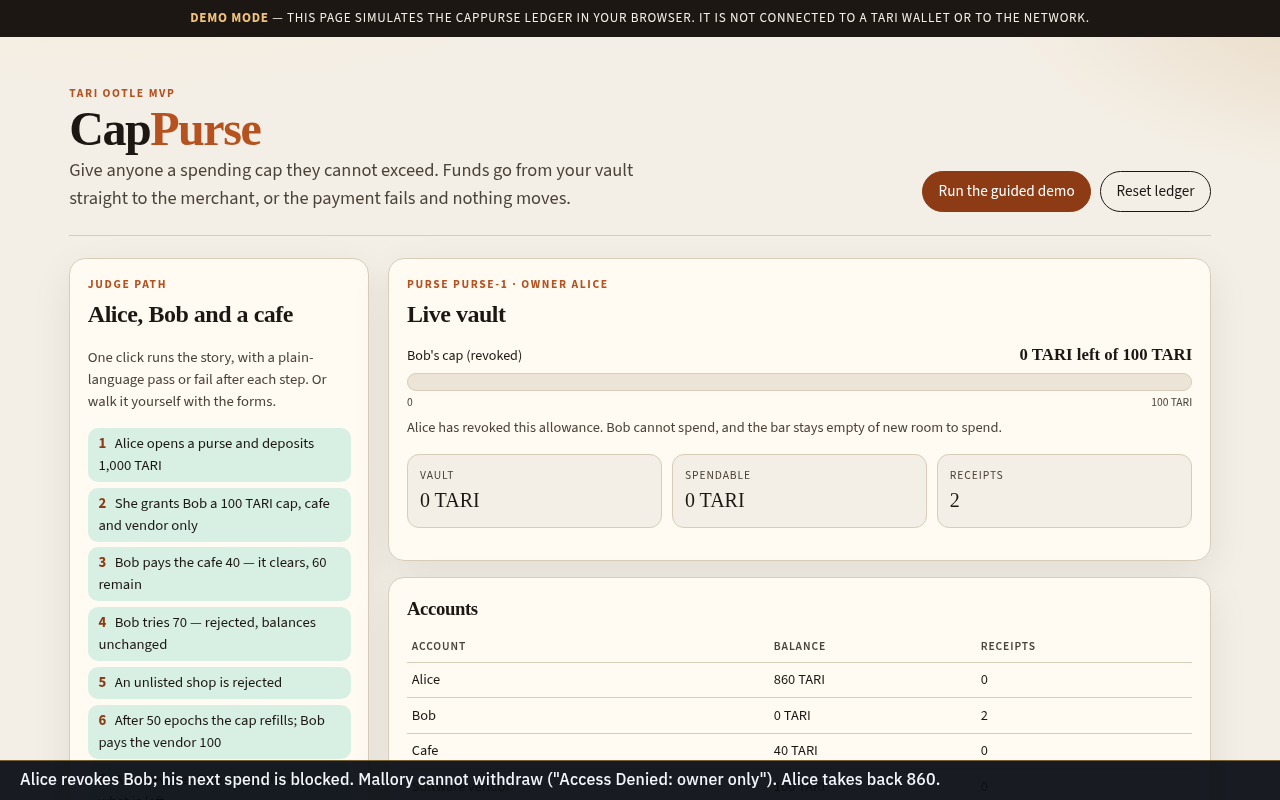 DEMO MODE — THIS PAGE SIMULATES THE CAPPURSE LEDGER IN YOUR BROWSER. IT IS NOT CONNECTED TO A TARI WALLET OR TO THE NETWORK.
TARI OOTLE MVP
CapPurse
Give anyone a spending cap they cannot exceed. Funds go from your vault
straight to the merchant, or the payment fails and nothing moves.
Run the guided demo
Reset ledger
JUDGE PATH
Alice, Bob and a cafe
One click runs the story, with a plain-
language pass or fail after each step. Or
walk it yourself with the forms.
1 Alice opens a purse and deposits
1,000 TARI
2 She grants Bob a 100 TARI cap, cafe
and vendor only
3 Bob pays the cafe 40 — it clears, 60
remain
4 Bob tries 70 — rejected, balances
unchanged
5 An unlisted shop is rejected
6 After 50 epochs the cap refills; Bob
pays the vendor 100
PURSE PURSE-1 · OWNER ALICE
Live vault
Bob's cap (revoked)
0 TARI left of 100 TARI
0
100 TARI
Alice has revoked this allowance. Bob cannot spend, and the bar stays empty of new room to spend.
VAULT
0 TARI
SPENDABLE
0 TARI
RECEIPTS
2
Accounts
ACCOUNT BALANCE RECEIPTS
Alice 860 TARI 0
Bob 0 TARI 2
Cafe 40 TARI 0
Alice revokes Bob; his next spend is blocked. Mallory cannot withdraw ("Access Denied: owner only"). Alice takes back 860.